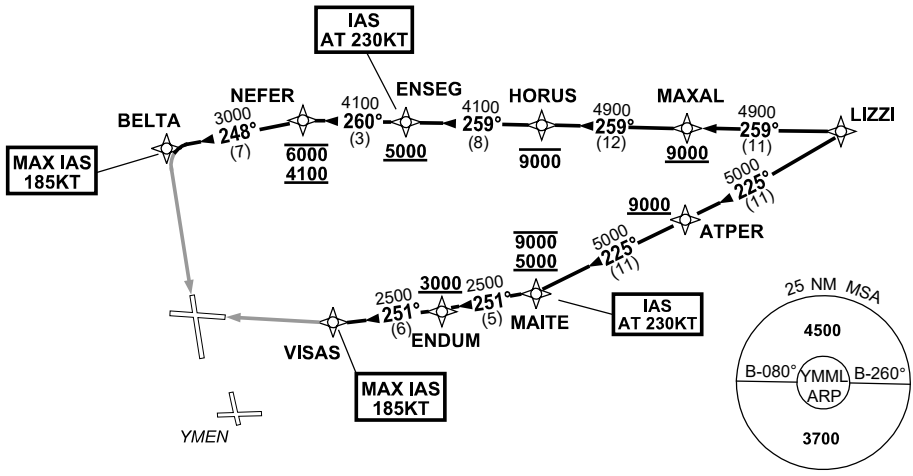 IAS
AT 230KT
NEFER
ENSEG
HORUS
MAXAL
LIZZI
BELTA
3000
248°
(7)
4100
260°
(3)
4100
259°
(8)
4900
259°
(12)
4900
259°
(11)
MAX IAS
185KT
6000
4100
5000
9000
9000
5000
225°
(11)
9000
ATPER
5000
225°
(11)
9000
5000
3000
2500
251°
(6)
2500
251°
(5)
MAITE
IAS
AT 230KT
VISAS
ENDUM
MAX IAS
185KT
YMEN
25 NM MSA
4500
B-080°
YMML
ARP
B-260°
3700